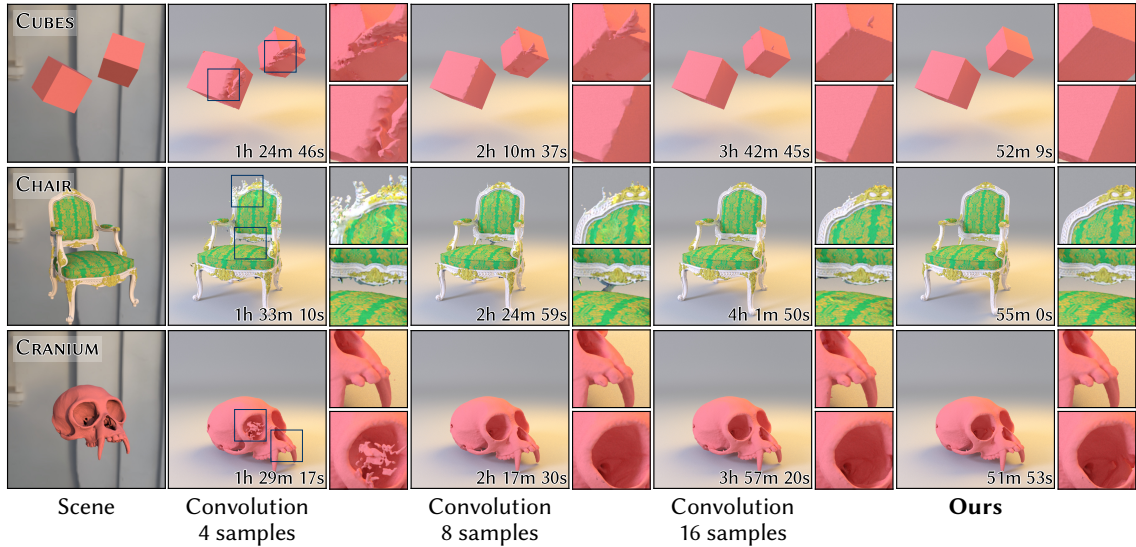 CUBES
1h 24m 46s
2h 10m 37s
3h 42m 45s
52m 9s
CHAIR
1h 33m 10s
2h 24m 59s
4h 1m 50s
55m 0s
CRANIUM
1h 29m 17s
2h 17m 30s
3h 57m 20s
51m 53s
Scene
Convolution
4 samples
Convolution
8 samples
Convolution
16 samples
Ours